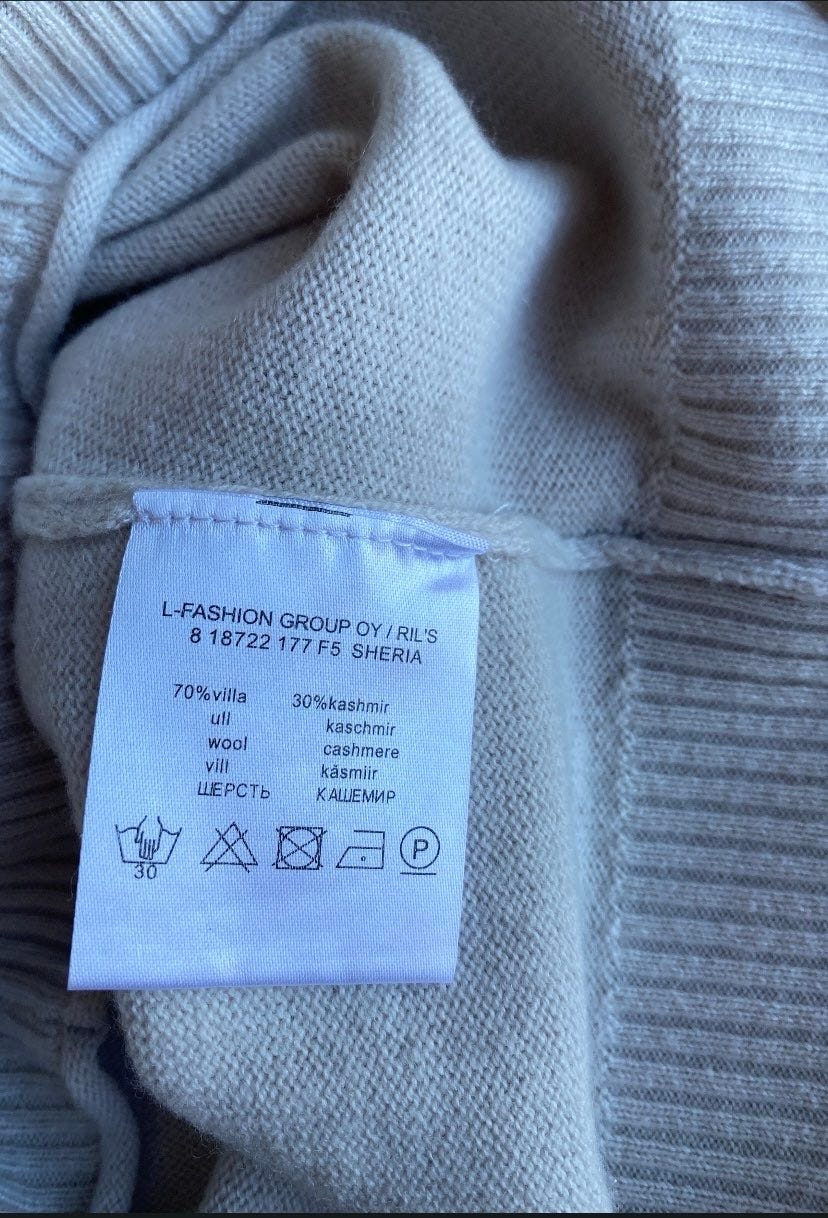 L-FASHION GROUP OY / RIL'S
8 18722 177 F5 SHERIA
70%villa 30%kashmir
ull kaschmir
wool cashmere
vill kăsmiir
ШЕРСТЬ КАШЕМИР
30 P